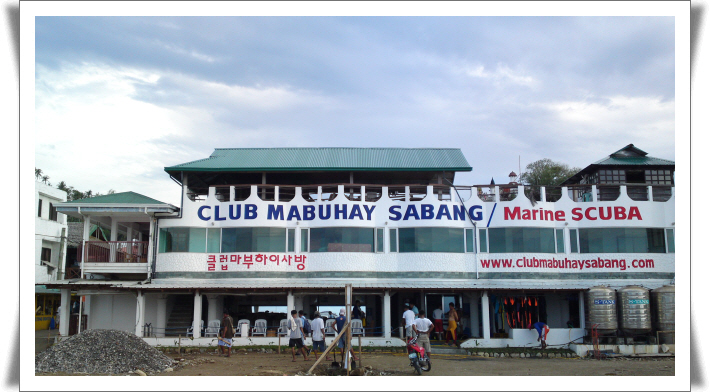 CLUB MABUHAY SABANG / Marine SCUBA
클럽마부하이사방
www.clubmabuhaysabang.com